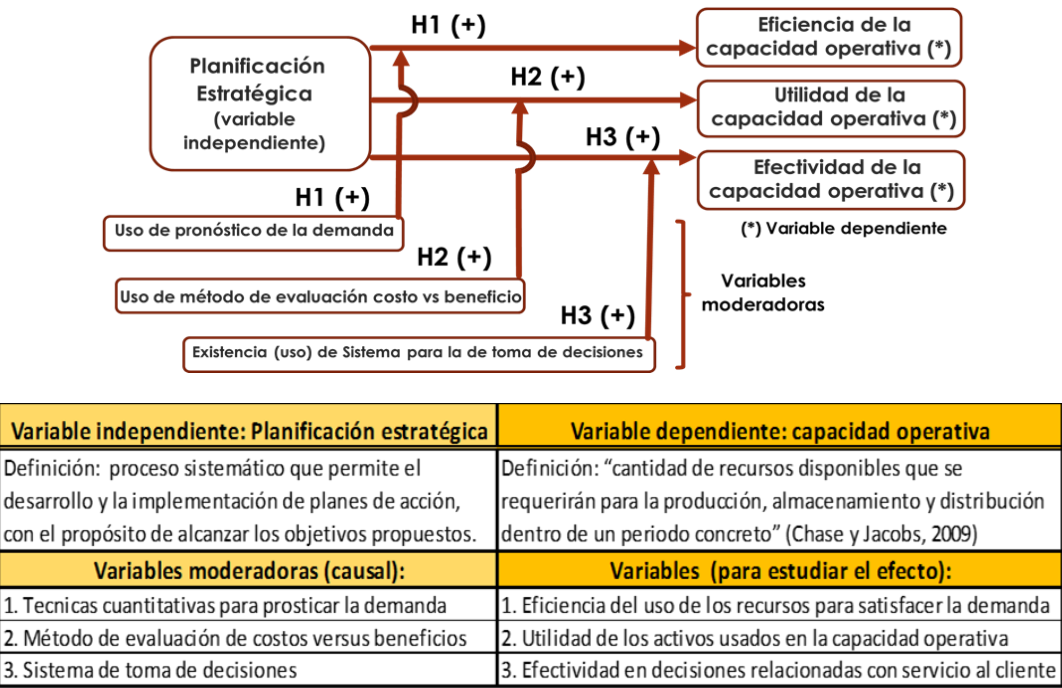 H1 (+)
Eficiencia de la
capacidad operativa (*)
Planificación
Estratégica
(variable
independiente)
H2 (+)
Utilidad de la
capacidad operativa (*)
H3 (+)
Efectividad de la
capacidad operativa (*)
H1 (+)
Uso de pronóstico de la demanda
(*) Variable dependiente
H2 (+)
Uso de método de evaluación costo vs beneficio
Variables
moderadoras
H3 (+)
Existencia (uso) de Sistema para la de toma de decisiones
Variable independiente: Planificación estratégica
Variable dependiente: capacidad operativa
Definición: proceso sistemático que permite el
desarrollo y la implementación de planes de acción,
con el propósito de alcanzar los objetivos propuestos.
Definición: “cantidad de recursos disponibles que se
requerirán para la producción, almacenamiento y distribución
dentro de un periodo concreto” (Chase y Jacobs, 2009)
Variables moderadoras (causal):
Variables (para estudiar el efecto):
1. Tecnicas cuantitativas para prosticar la demanda
1. Eficiencia del uso de los recursos para satisfacer la demanda
2. Método de evaluación de costos versus beneficios
2. Utilidad de los activos usados en la capacidad operativa
3. Sistema de toma de decisiones
3. Efectividad en decisiones relacionadas con servicio al cliente